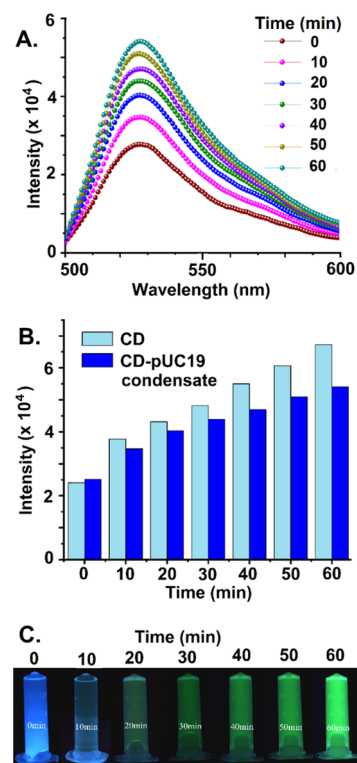 A.
Time (min)
0
10
20
30
40
50
60
6
4
2
0
Intensity (x 10⁴)
500
550
600
Wavelength (nm)
B.
CD
CD-pUC19
condensate
6
4
2
0
Intensity (x 10⁴)
0 10 20 30 40 50 60
Time (min)
C.
Time (min)
0 10 20 30 40 50 60
0min 10min 20min 30min 40min 50min 60min